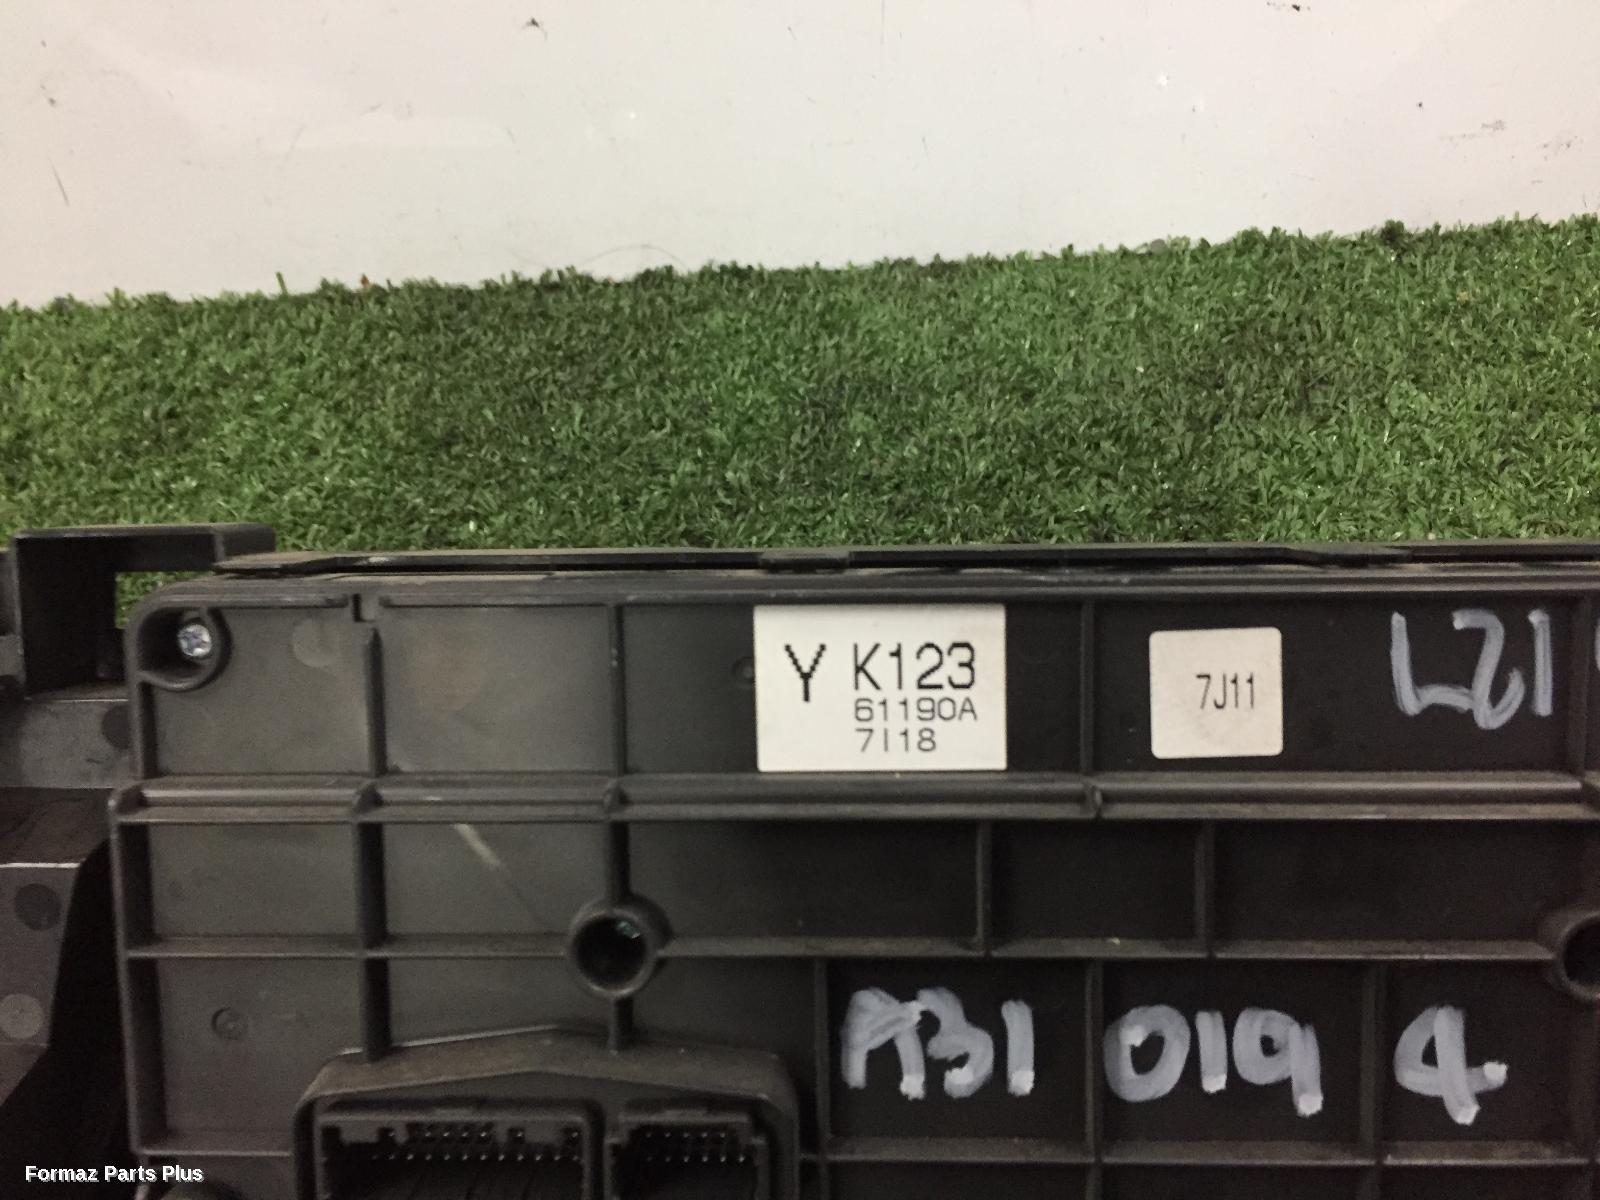 Y K123
61190A
7I18
7J11
L21
A31 019 4
Formaz Parts Plus